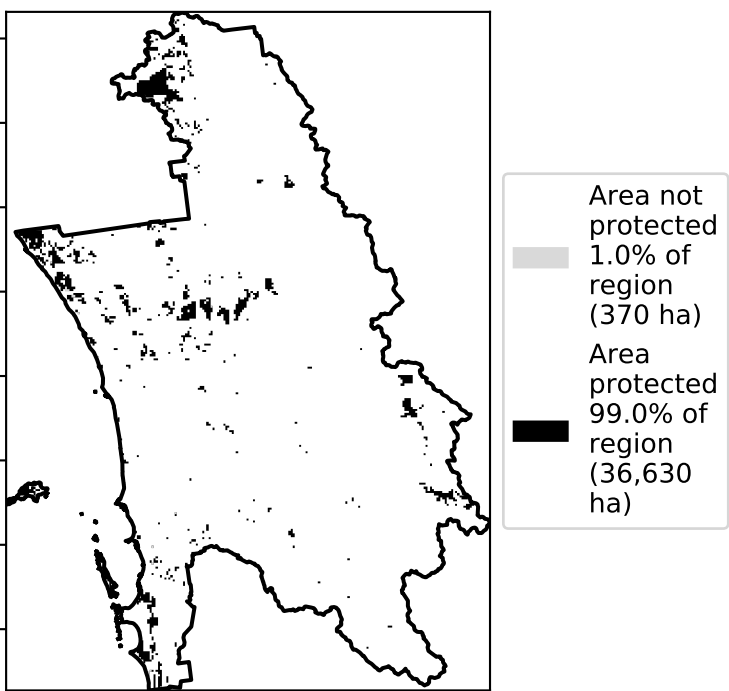 Area not
protected
1.0% of
region
(370 ha)
Area
protected
99.0% of
region
(36,630
ha)